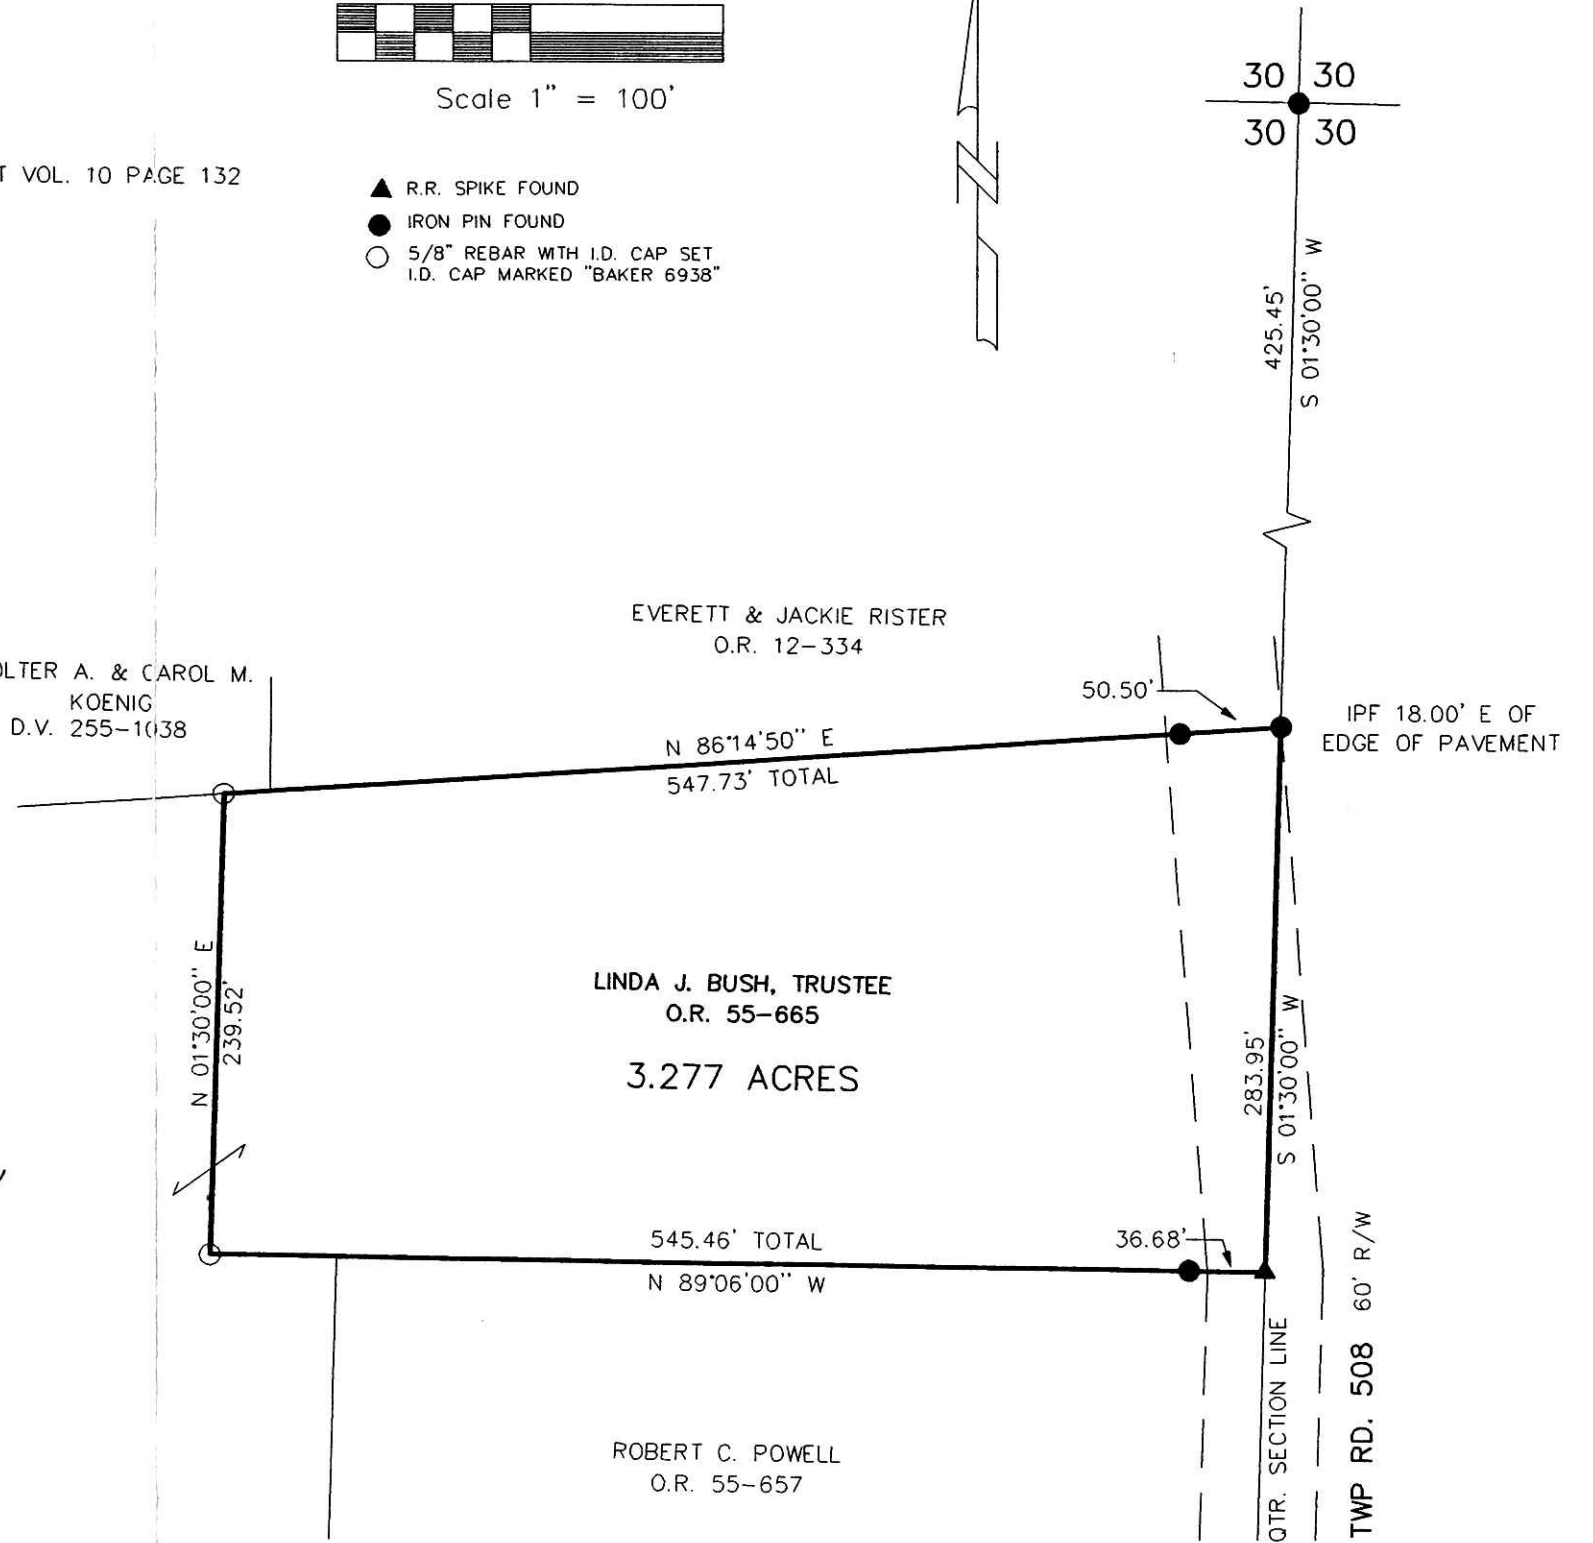 Scale 1" = 100'
30 30
30 30
VOL. 10 PAGE 132
R.R. SPIKE FOUND
IRON PIN FOUND
5/8" REBAR WITH I.D. CAP SET
I.D. CAP MARKED "BAKER 6938"
N
425.45'
S 01°30'00" W
EVERETT & JACKIE RISTER
O.R. 12-334
A. & CAROL M.
KOENIG
D.V. 255-1038
50.50'
IPF 18.00' E OF
EDGE OF PAVEMENT
N 86°14'50" E
547.73' TOTAL
N 01°30'00" E
239.52'
LINDA J. BUSH, TRUSTEE
O.R. 55-665
3.277 ACRES
283.95'
S 01°30'00" W
545.46' TOTAL
N 89°06'00" W
36.68'
60' R/W
TWP RD. 508
QTR. SECTION LINE
ROBERT C. POWELL
O.R. 55-657